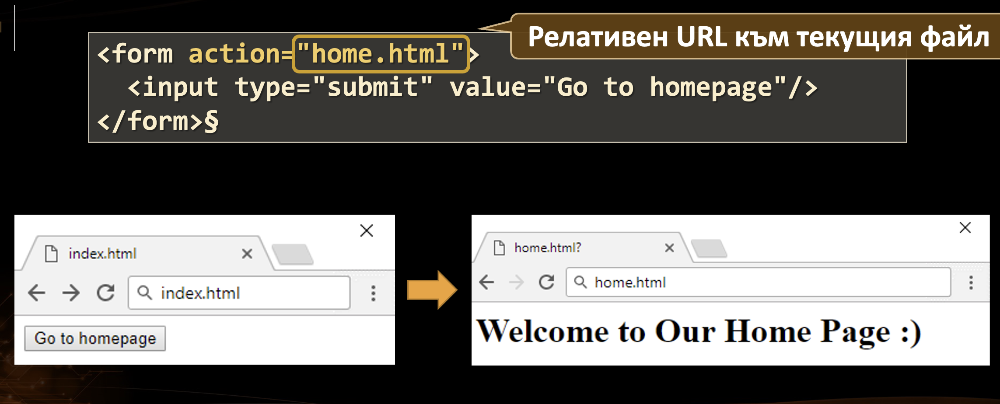 Релативен URL към текущия файл
<form action="home.html">
<input type="submit" value="Go to homepage"/>
</form>§
index.html
index.html
Go to homepage
home.html?
home.html
Welcome to Our Home Page :)